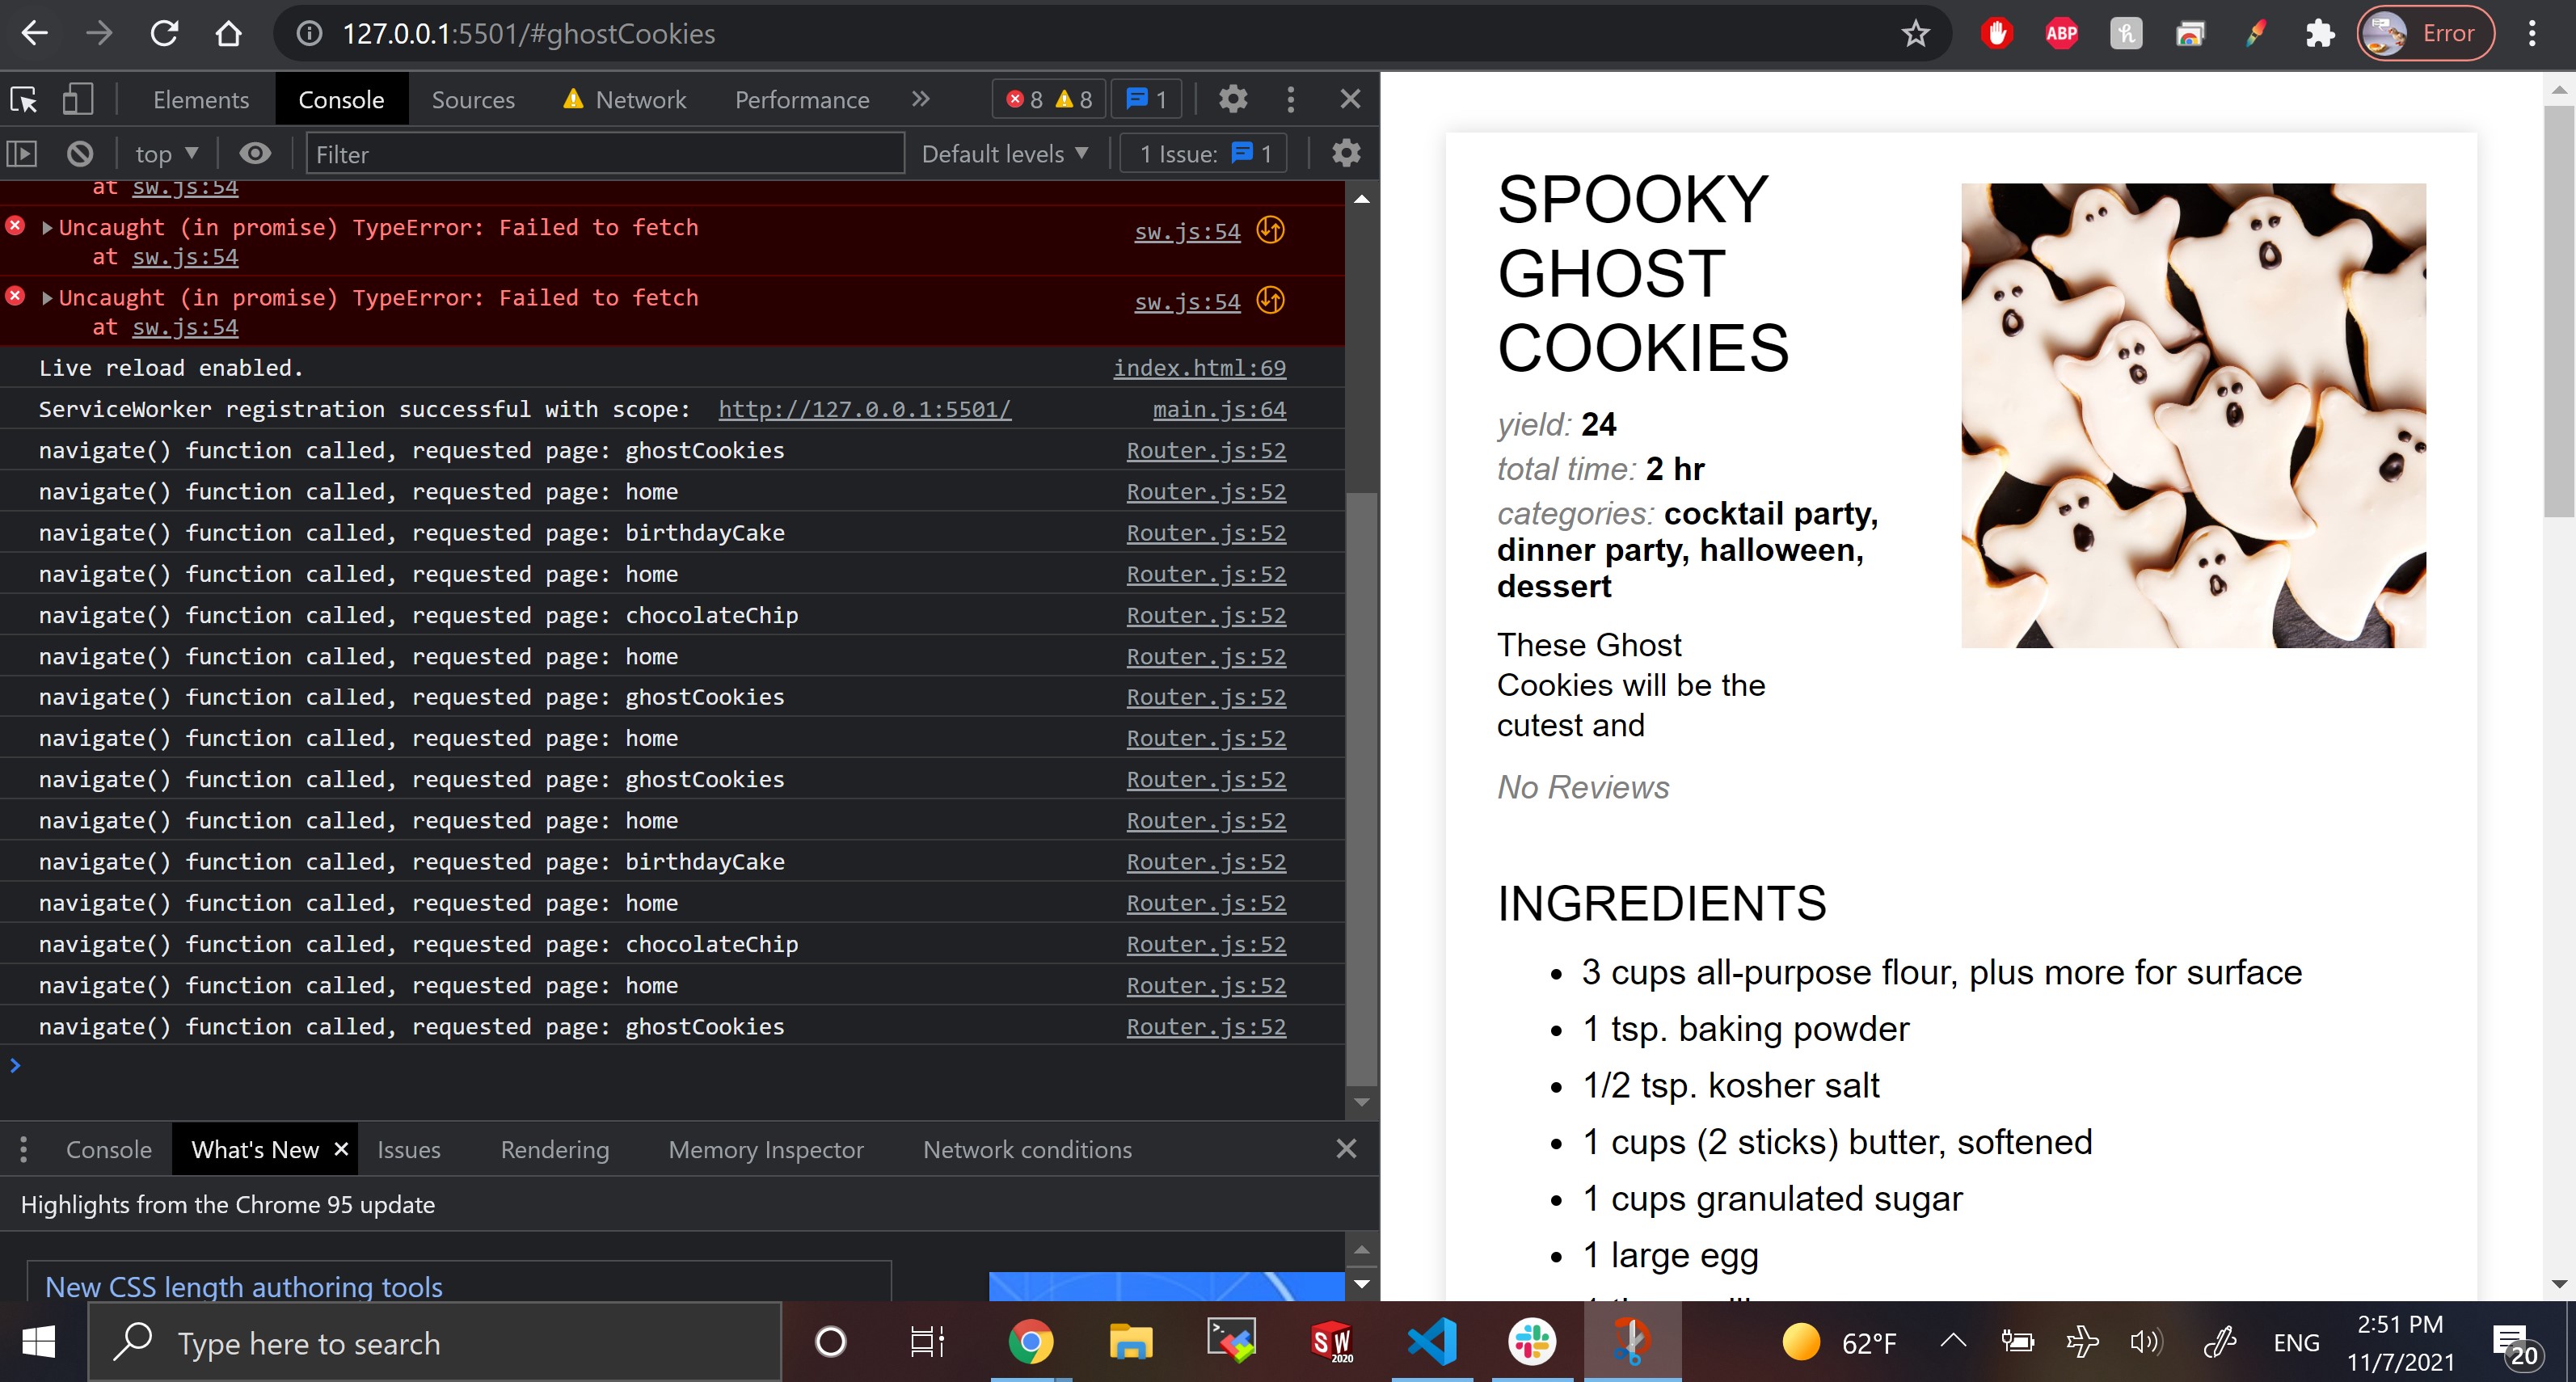 127.0.0.1:5501/#ghostCookies
ABP
Error
Elements
Console
Sources
Network
Performance
8
8
1
top
Filter
Default levels
1 Issue:
1
at sw.js:54
Uncaught (in promise) TypeError: Failed to fetch
sw.js:54
at sw.js:54
Uncaught (in promise) TypeError: Failed to fetch
sw.js:54
at sw.js:54
Live reload enabled.
index.html:69
ServiceWorker registration successful with scope: http://127.0.0.1:5501/
main.js:64
navigate() function called, requested page: ghostCookies
Router.js:52
navigate() function called, requested page: home
Router.js:52
navigate() function called, requested page: birthdayCake
Router.js:52
navigate() function called, requested page: home
Router.js:52
navigate() function called, requested page: chocolateChip
Router.js:52
navigate() function called, requested page: home
Router.js:52
navigate() function called, requested page: ghostCookies
Router.js:52
navigate() function called, requested page: home
Router.js:52
navigate() function called, requested page: ghostCookies
Router.js:52
navigate() function called, requested page: home
Router.js:52
navigate() function called, requested page: birthdayCake
Router.js:52
navigate() function called, requested page: home
Router.js:52
navigate() function called, requested page: chocolateChip
Router.js:52
navigate() function called, requested page: home
Router.js:52
navigate() function called, requested page: ghostCookies
Router.js:52
Console
What's New
Issues
Rendering
Memory Inspector
Network conditions
Highlights from the Chrome 95 update
New CSS length authoring tools
SPOOKY
GHOST
COOKIES
yield: 24
total time: 2 hr
categories: cocktail party,
dinner party, halloween,
dessert
These Ghost
Cookies will be the
cutest and
No Reviews
INGREDIENTS
3 cups all-purpose flour, plus more for surface
1 tsp. baking powder
1/2 tsp. kosher salt
1 cups (2 sticks) butter, softened
1 cups granulated sugar
1 large egg
Type here to search
SW
2020
62°F
ENG
2:51 PM
11/7/2021
20